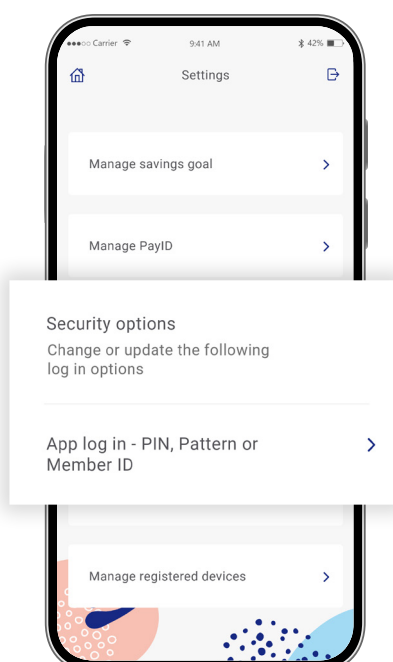 Carrier 9:41 AM 42%
Settings
Manage savings goal
Manage PayID
Security options
Change or update the following
log in options
App log in - PIN, Pattern or
Member ID
Manage registered devices